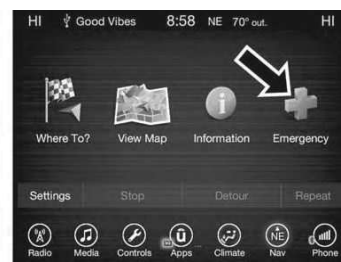 HI Good Vibes 8:58 NE 70° out. HI
Where To? View Map Information Emergency
Settings Stop Detour Repeat
NE
Radio Media Controls Apps Climate Nav Phone